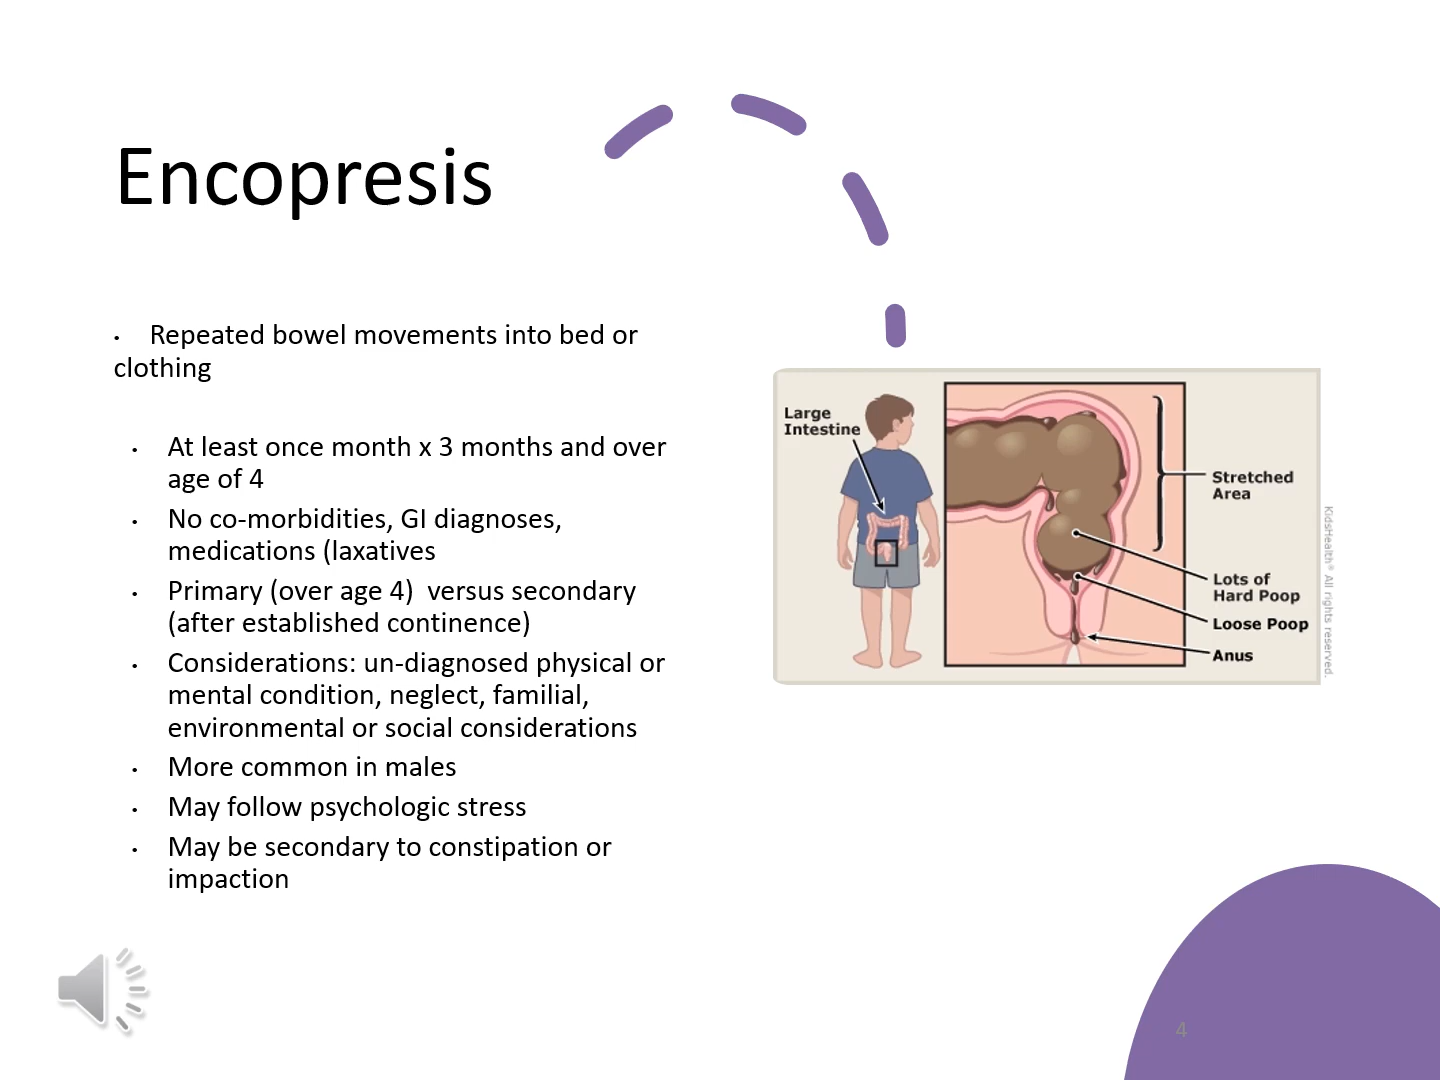 Encopresis
• Repeated bowel movements into bed or
clothing
• At least once month x 3 months and over
age of 4
• No co-morbidities, GI diagnoses,
medications (laxatives
• Primary (over age 4)  versus secondary
(after established continence)
• Considerations: un-diagnosed physical or
mental condition, neglect, familial,
environmental or social considerations
• More common in males
• May follow psychologic stress
• May be secondary to constipation or
impaction
Large
Intestine
Stretched
Area
Lots of
Hard Poop
Loose Poop
Anus
KidsHealth® All rights reserved.
4